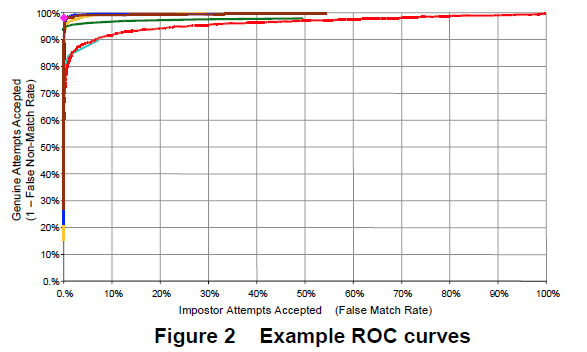 100%
90%
80%
70%
60%
50%
40%
30%
20%
10%
0.%
Genuine Attempts Accepted
(1 – False Non-Match Rate)
0.% 10% 20% 30% 40% 50% 60% 70% 80% 90% 100%
Impostor Attempts Accepted (False Match Rate)
Figure 2 Example ROC curves